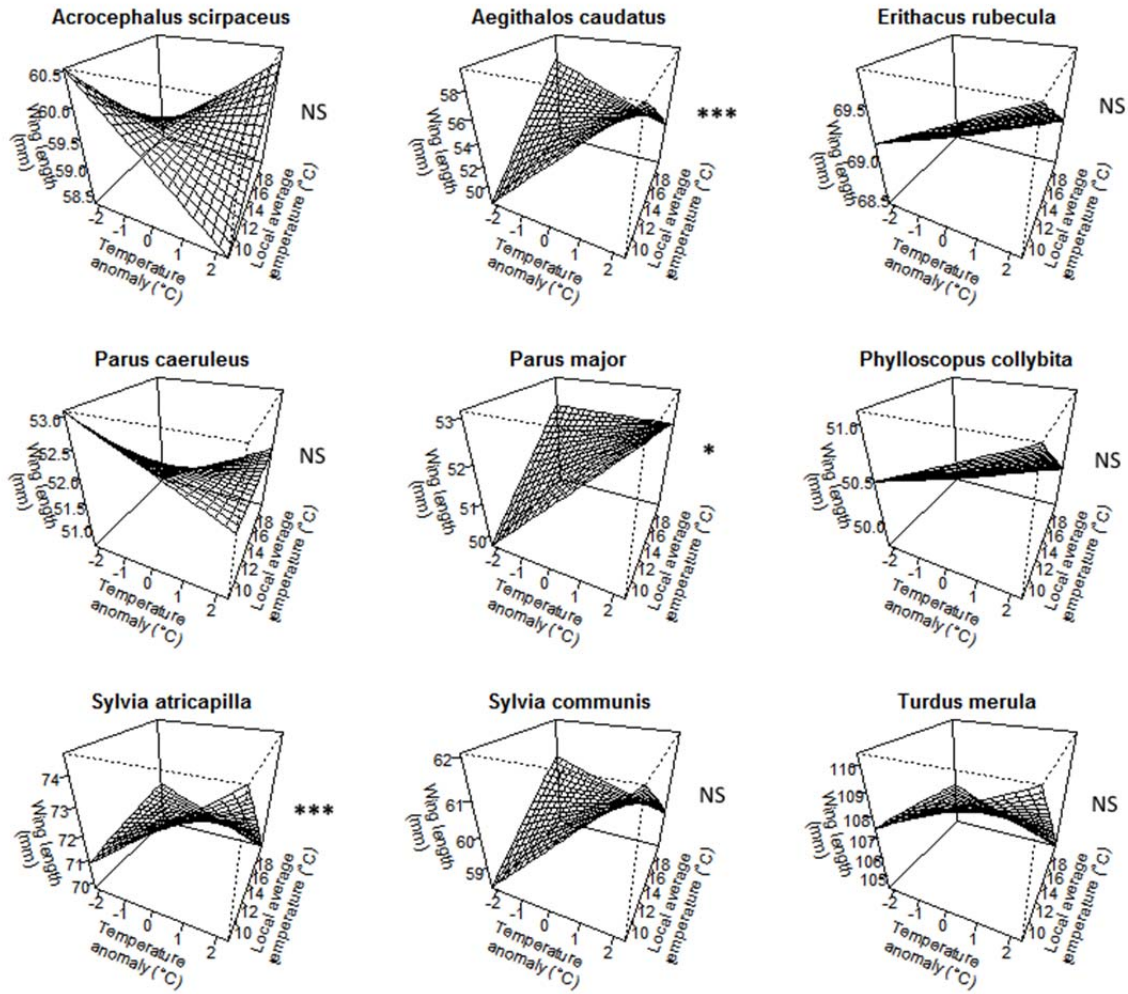 Acrocephalus scirpaceus
60.5
60.0
59.5
59.0
58.5
Wing length
(mm)
-2 -1 0 1 2
Temperature
anomaly (°C)
10 12 14 16 18
Local average
temperature (°C)
NS
Aegithalos caudatus
58
56
54
52
50
Wing length
(mm)
-2 -1 0 1 2
Temperature
anomaly (°C)
10 12 14 16 18
Local average
temperature (°C)
***
Erithacus rubecula
69.5
69.0
68.5
Wing length
(mm)
-2 -1 0 1 2
Temperature
anomaly (°C)
10 12 14 16 18
Local average
temperature (°C)
NS
Parus caeruleus
53.0
52.5
52.0
51.5
51.0
Wing length
(mm)
-2 -1 0 1 2
Temperature
anomaly (°C)
10 12 14 16 18
Local average
temperature (°C)
NS
Parus major
53
52
51
50
Wing length
(mm)
-2 -1 0 1 2
Temperature
anomaly (°C)
10 12 14 16 18
Local average
temperature (°C)
*
Phylloscopus collybita
51.0
50.5
50.0
Wing length
(mm)
-2 -1 0 1 2
Temperature
anomaly (°C)
10 12 14 16 18
Local average
temperature (°C)
NS
Sylvia atricapilla
74
73
72
71
70
Wing length
(mm)
-2 -1 0 1 2
Temperature
anomaly (°C)
10 12 14 16 18
Local average
temperature (°C)
***
Sylvia communis
62
61
60
59
Wing length
(mm)
-2 -1 0 1 2
Temperature
anomaly (°C)
10 12 14 16 18
Local average
temperature (°C)
NS
Turdus merula
110
109
108
107
106
105
Wing length
(mm)
-2 -1 0 1 2
Temperature
anomaly (°C)
10 12 14 16 18
Local average
temperature (°C)
NS